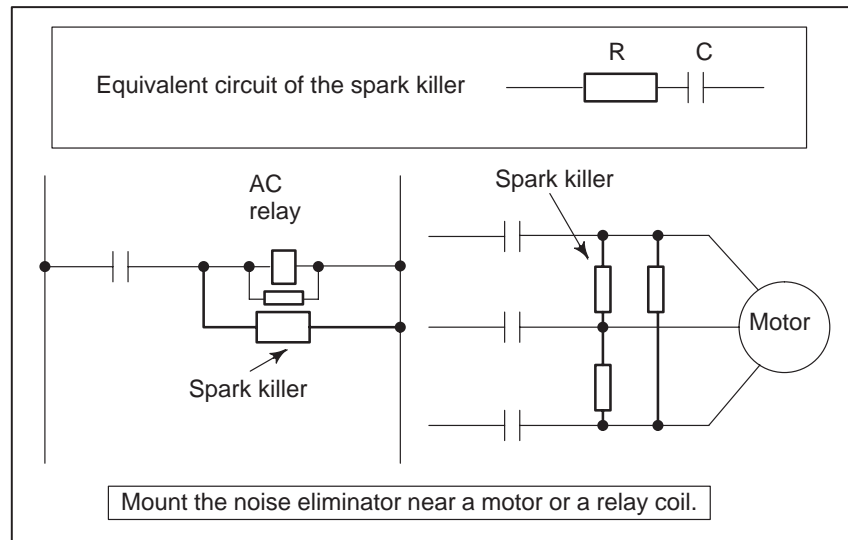 R C
Equivalent circuit of the spark killer
AC
relay
Spark killer
Spark killer
Motor
Mount the noise eliminator near a motor or a relay coil.